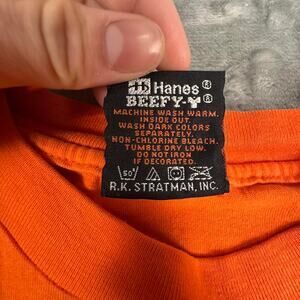 Hanes®
BEEFY-T®
MACHINE WASH WARM.
INSIDE OUT.
WASH DARK COLORS
SEPARATELY.
NON-CHLORINE BLEACH.
TUMBLE DRY LOW.
DO NOT IRON
IF DECORATED.
50°
R.K. STRATMAN, INC.